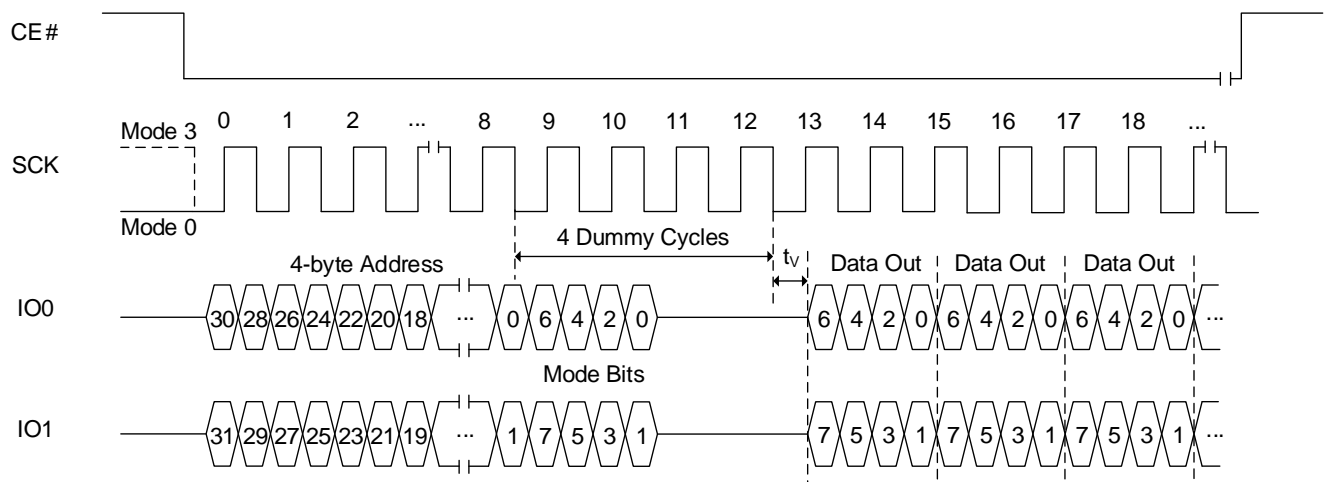 CE#
0 1 2 ... 8 9 10 11 12 13 14 15 16 17 18 ...
Mode 3
SCK
Mode 0
4 Dummy Cycles
4-byte Address tV Data Out Data Out Data Out
IO0 30 28 26 24 22 20 18 ... 0 6 4 2 0 6 4 2 0 6 4 2 0 6 4 2 0 ...
Mode Bits
IO1 31 29 27 25 23 21 19 ... 1 7 5 3 1 7 5 3 1 7 5 3 1 7 5 3 1 ...